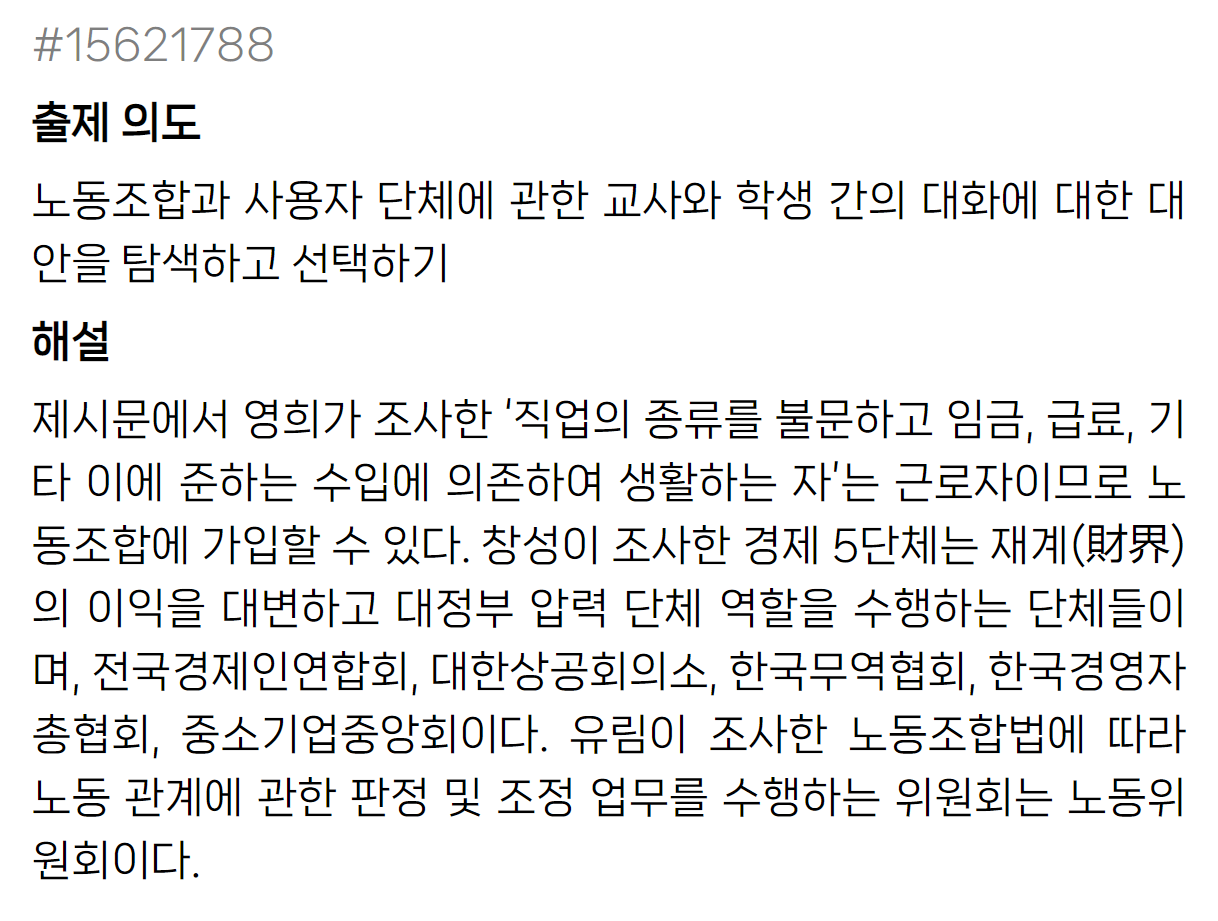 #15621788
출제 의도
노동조합과 사용자 단체에 관한 교사와 학생 간의 대화에 대한 대
안을 탐색하고 선택하기
해설
제시문에서 영희가 조사한 '직업의 종류를 불문하고 임금, 급료, 기
타 이에 준하는 수입에 의존하여 생활하는 자'는 근로자이므로 노
동조합에 가입할 수 있다. 창성이 조사한 경제 5단체는 재계(財界)
의 이익을 대변하고 대정부 압력 단체 역할을 수행하는 단체들이
며, 전국경제인연합회, 대한상공회의소, 한국무역협회, 한국경영자
총협회, 중소기업중앙회이다. 유림이 조사한 노동조합법에 따라
노동 관계에 관한 판정 및 조정 업무를 수행하는 위원회는 노동위
원회이다.